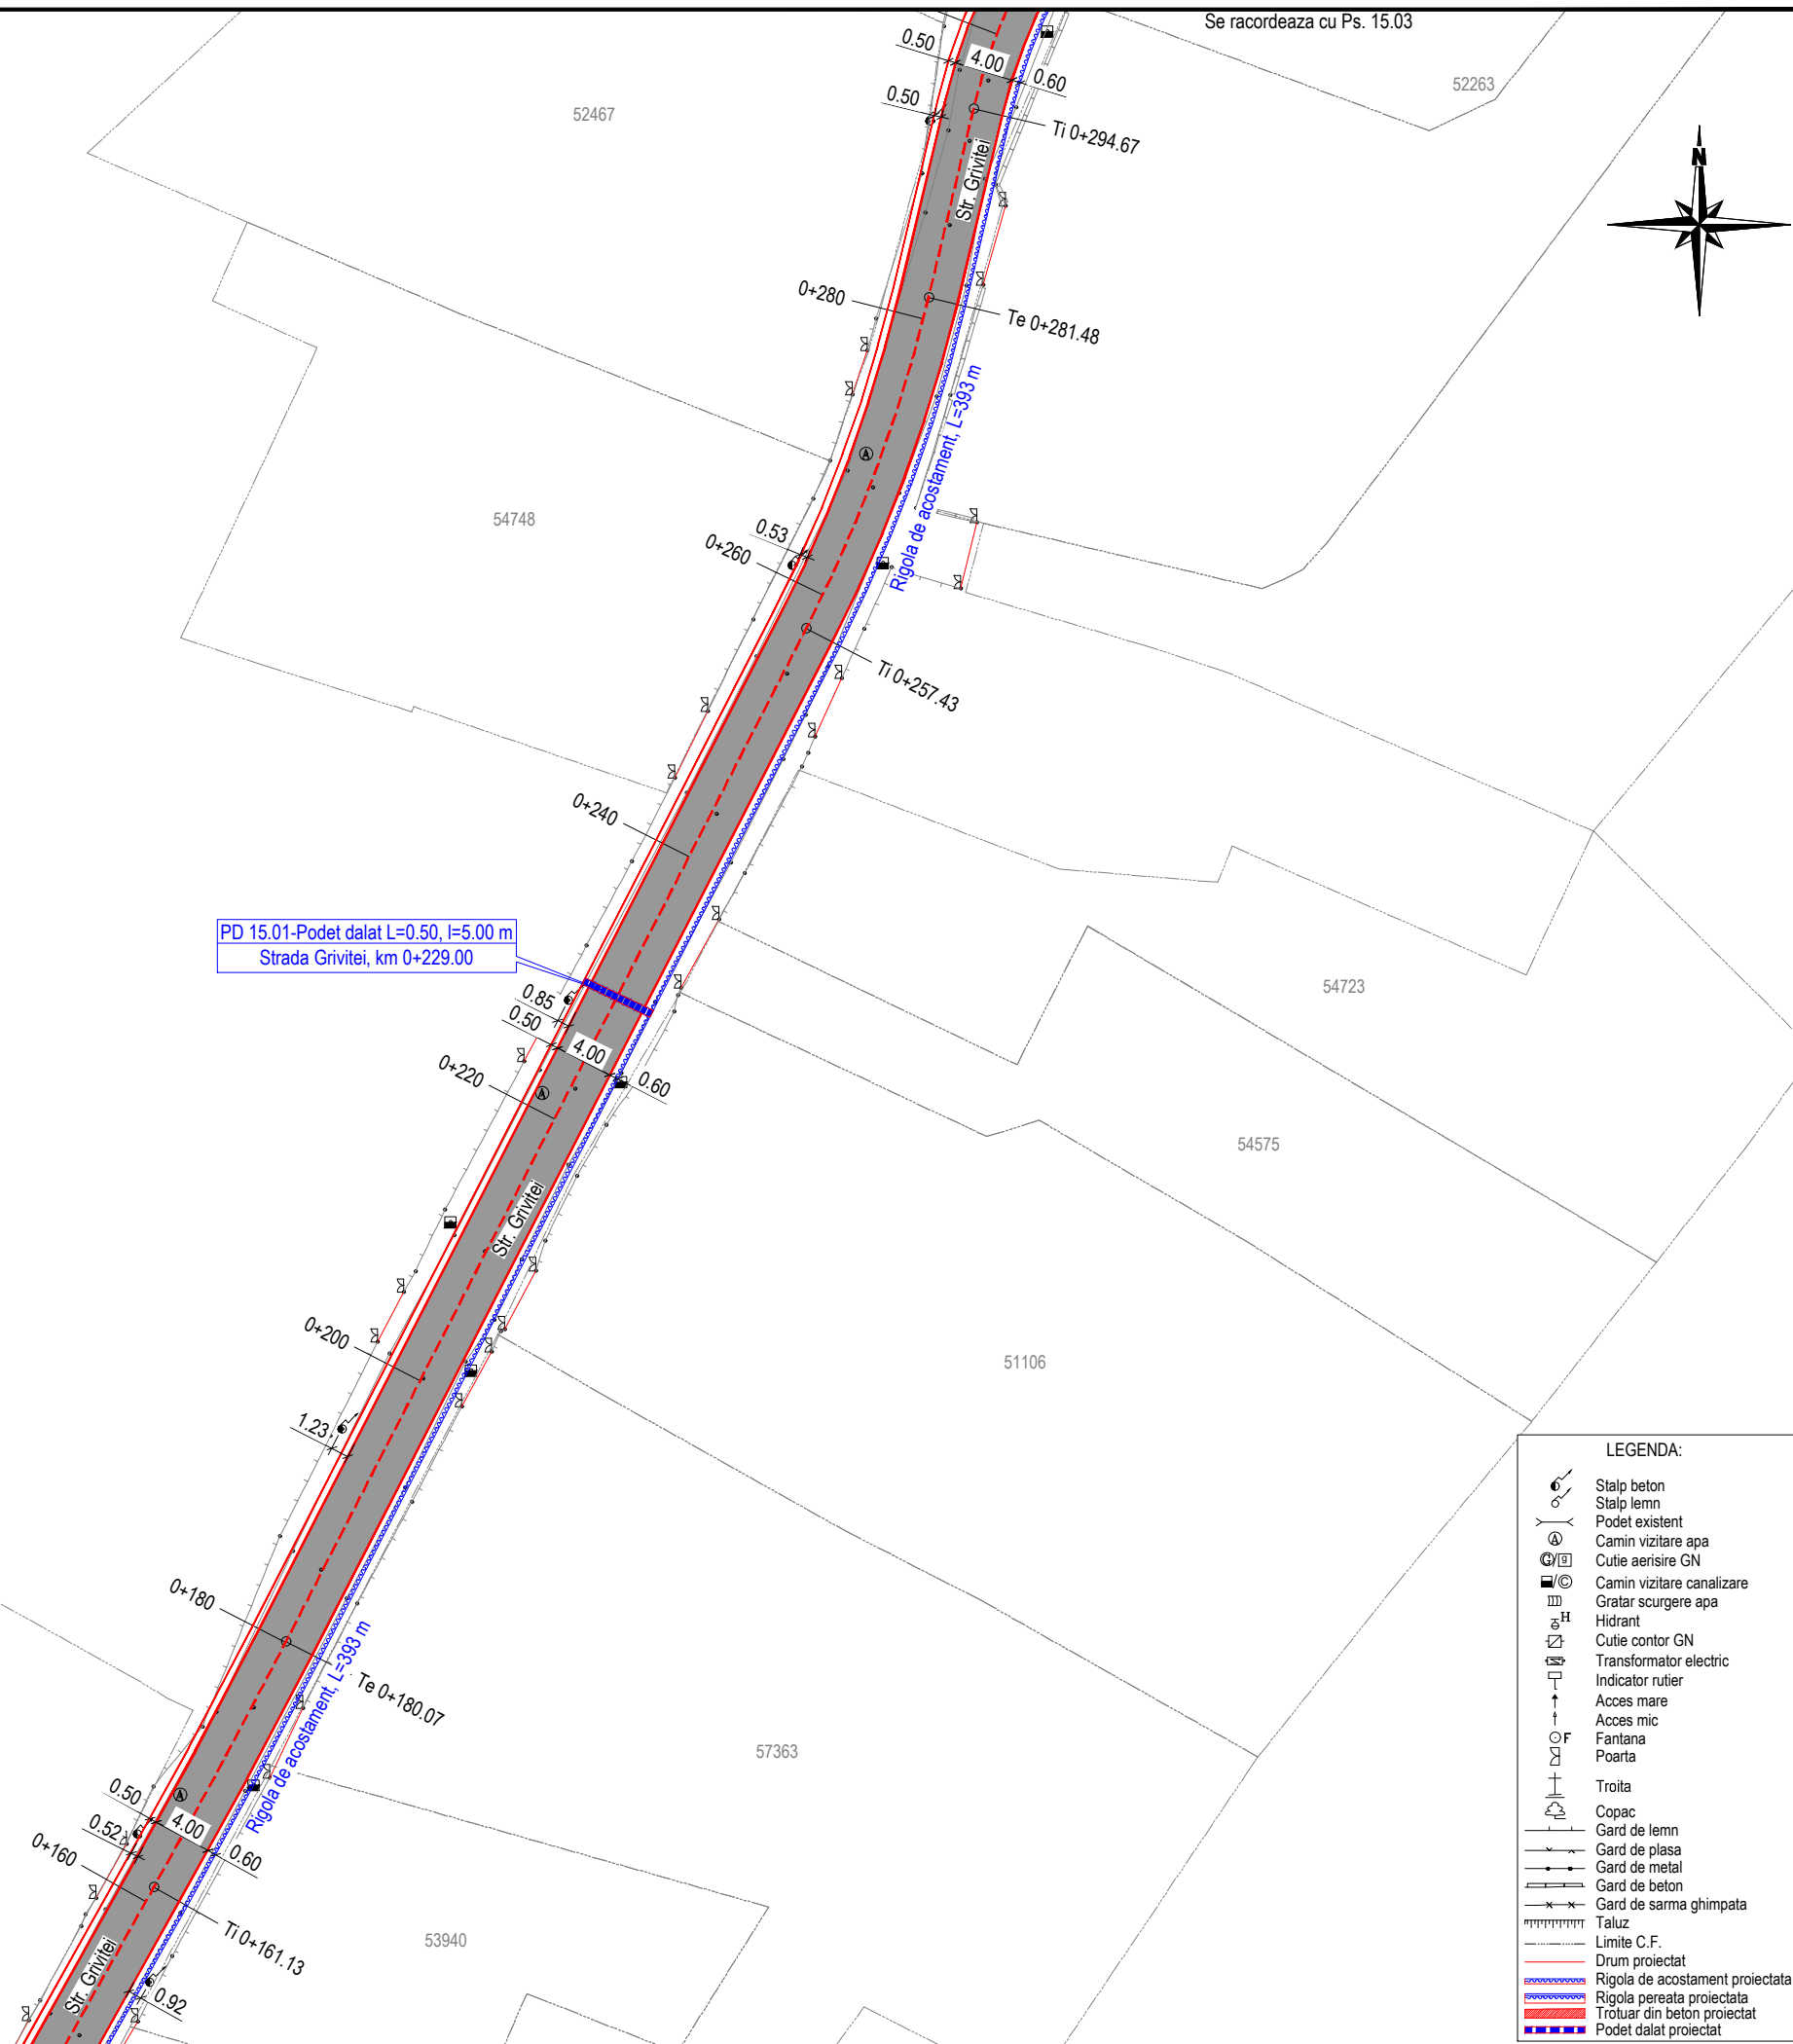 Se racordeaza cu Ps. 15.03
0.50
4.00
0.60
52263
52467
0.50
Ti 0+294.67
N
Str. Grivitei
0+280
Te 0+281.48
Rigola de acostament, L=393 m
54748
0.53
0+260
Ti 0+257.43
0+240
PD 15.01-Podet dalat L=0.50, l=5.00 m
Strada Grivitei, km 0+229.00
54723
0.85
0.50
4.00
0.60
0+220
A
54575
Str. Grivitei
0+200
51106
1.23
0+180
Te 0+180.07
Rigola de acostament, L=393 m
57363
0.50
4.00
0.52
0.60
0+160
Ti 0+161.13
53940
Str. Grivitei
0.92
LEGENDA:
Stalp beton
Stalp lemn
Podet existent
A Camin vizitare apa
G/g Cutie aerisire GN
/C Camin vizitare canalizare
Gratar scurgere apa
H Hidrant
Cutie contor GN
Transformator electric
Indicator rutier
Acces mare
Acces mic
F Fantana
Poarta
Troita
Copac
Gard de lemn
Gard de plasa
Gard de metal
Gard de beton
Gard de sarma ghimpata
Taluz
Limite C.F.
Drum proiectat
Rigola de acostament proiectata
Rigola pereata proiectata
Trotuar din beton proiectat
Podet dalat proiectat